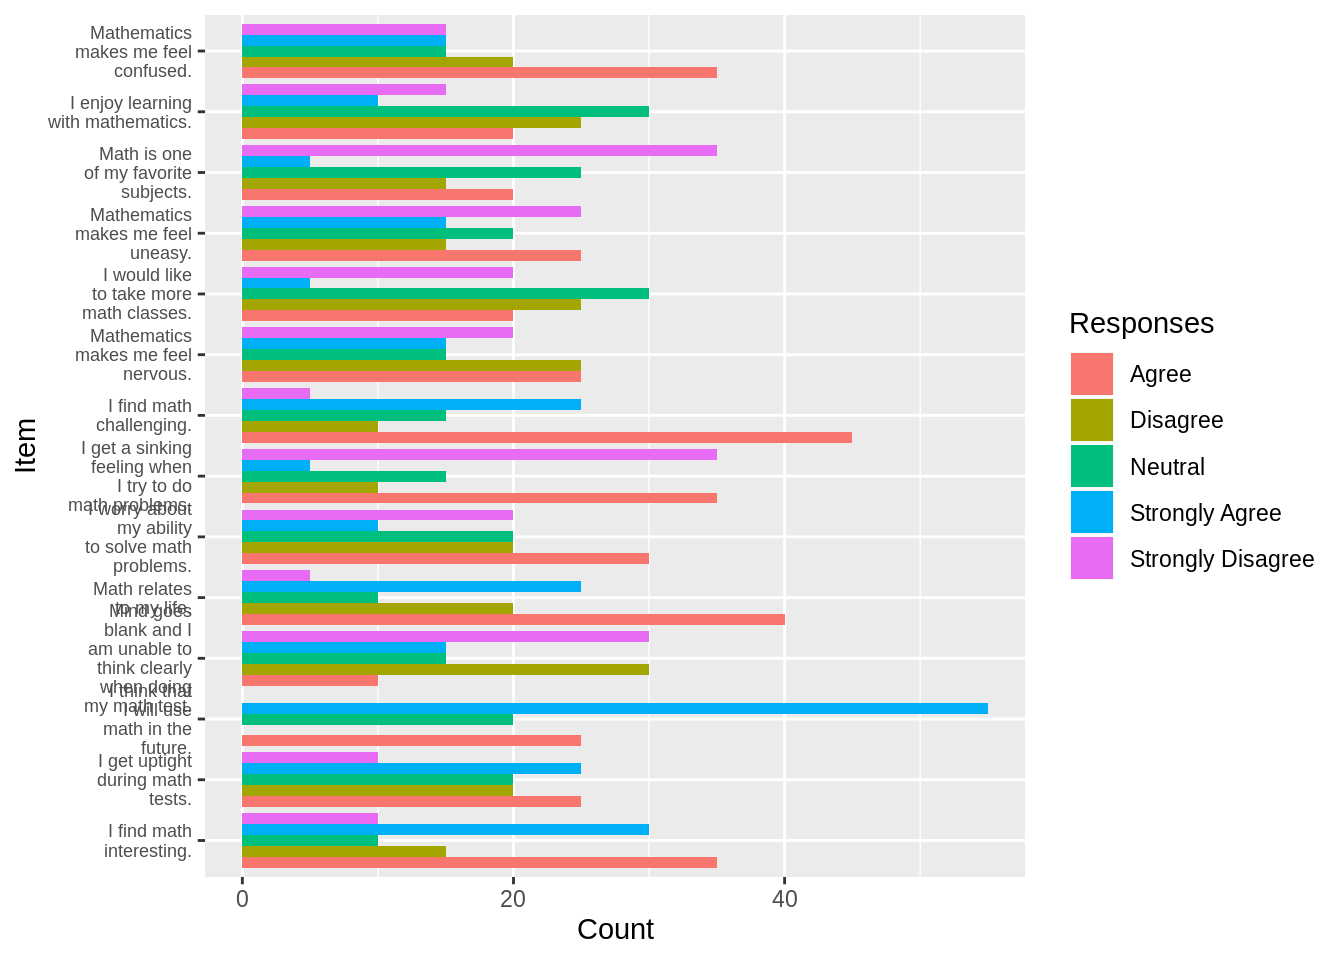 Mathematics
makes me feel
confused.
I enjoy learning
with mathematics.
Math is one
of my favorite
subjects.
Mathematics
makes me feel
uneasy.
I would like
to take more
math classes.
Mathematics
makes me feel
nervous.
I find math
challenging.
I get a sinking
feeling when
I try to do
math problems.
I worry about
my ability
to solve math
problems.
Math relates
to my life.
Mind goes
blank and I
am unable to
think clearly
when doing
my math test.
I think that
I will use
math in the
future.
I get uptight
during math
tests.
I find math
interesting.
Item
0 20 40
Count
Responses
Agree
Disagree
Neutral
Strongly Agree
Strongly Disagree